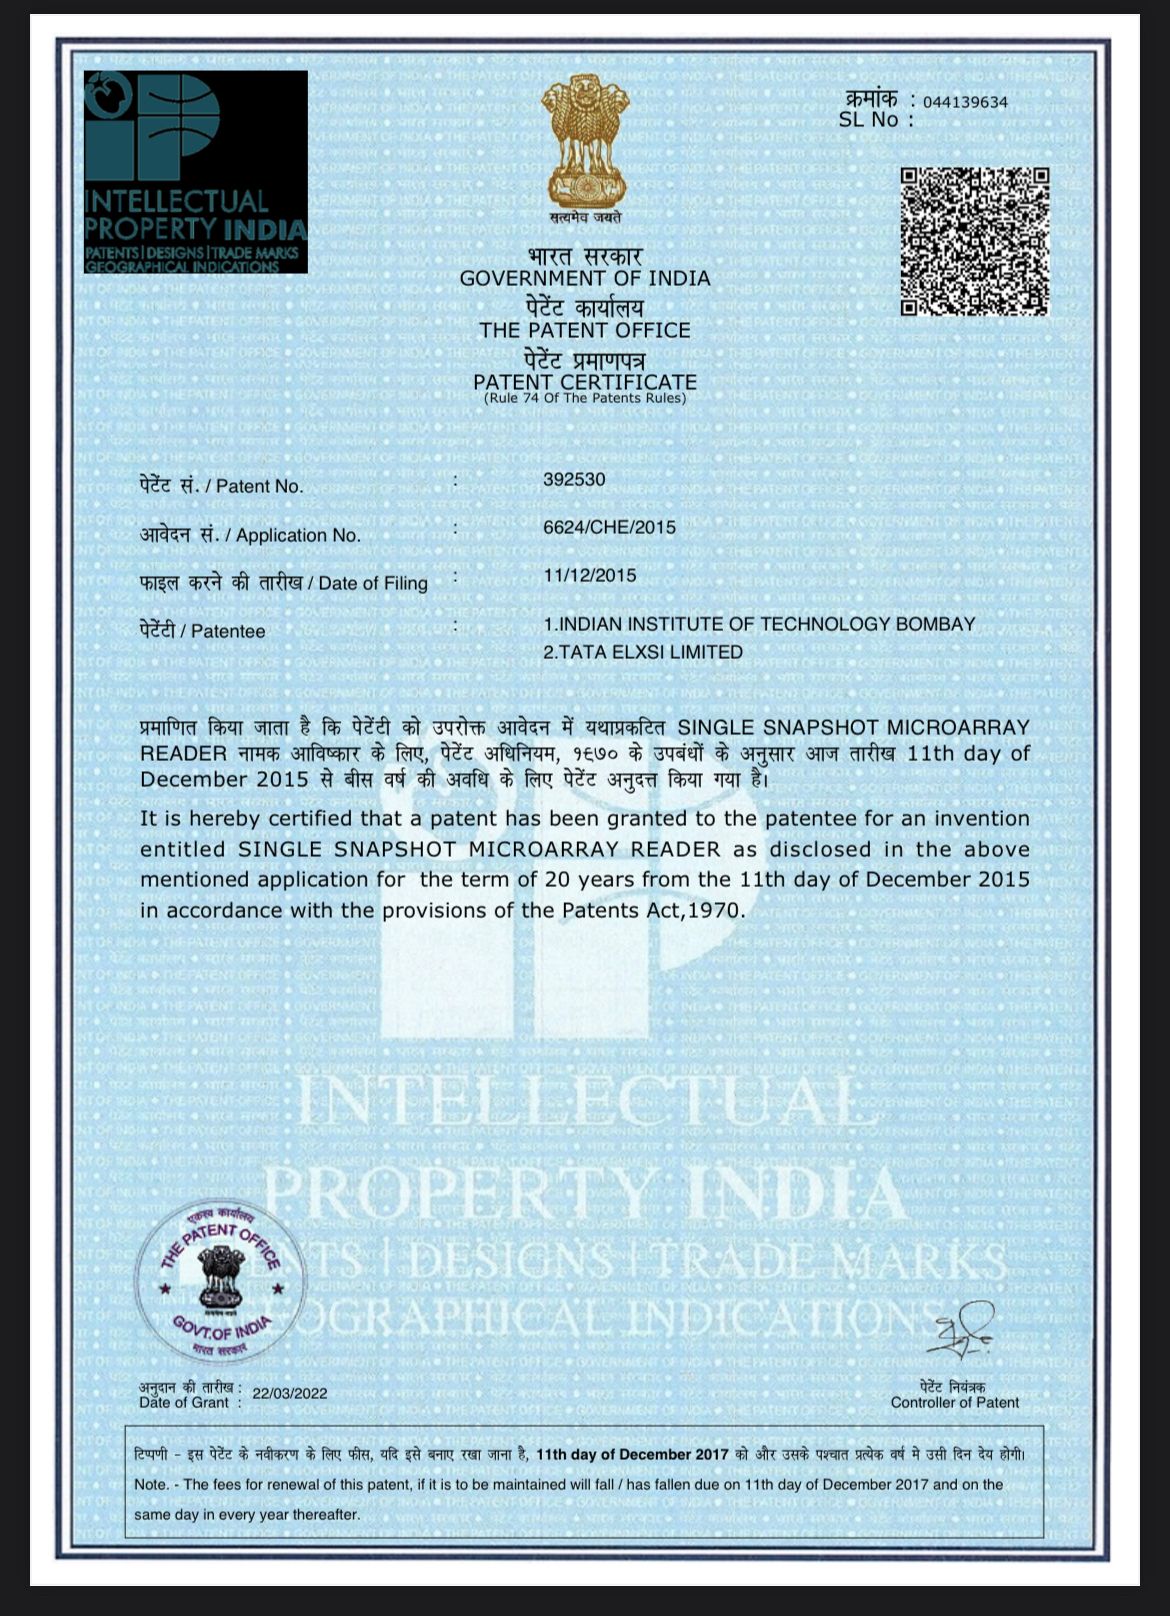 INTELLECTUAL
PROPERTY INDIA
PATENTS | DESIGNS | TRADE MARKS
GEOGRAPHICAL INDICATIONS
सत्यमेव जयते
क्रमांक : 044139634
SL No :
भारत सरकार
GOVERNMENT OF INDIA
पेटेंट कार्यालय
THE PATENT OFFICE
पेटेंट प्रमाणपत्र
PATENT CERTIFICATE
(Rule 74 Of The Patents Rules)
पेटेंट सं. / Patent No. : 392530
आवेदन सं. / Application No. : 6624/CHE/2015
फाइल करने की तारीख / Date of Filing : 11/12/2015
पेटेंटी / Patentee : 1.INDIAN INSTITUTE OF TECHNOLOGY BOMBAY
2.TATA ELXSI LIMITED
प्रमाणित किया जाता है कि पेटेंटी को उपरोक्त आवेदन में यथाप्रकटित SINGLE SNAPSHOT MICROARRAY
READER नामक आविष्कार के लिए, पेटेंट अधिनियम, १९७० के उपबंधों के अनुसार आज तारीख 11th day of
December 2015 से बीस वर्ष की अवधि के लिए पेटेंट अनुदत्त किया गया है।
It is hereby certified that a patent has been granted to the patentee for an invention
entitled SINGLE SNAPSHOT MICROARRAY READER as disclosed in the above
mentioned application for the term of 20 years from the 11th day of December 2015
in accordance with the provisions of the Patents Act,1970.
INTELLECTUAL
PROPERTY INDIA
DESIGNS | TRADE MARKS
एकस्व कार्यालय
THE PATENT OFFICE
GOVT.OF INDIA
भारत सरकार
अनुदान की तारीख : 22/03/2022
Date of Grant :
पेटेंट नियंत्रक
Controller of Patent
टिप्पणी - इस पेटेंट के नवीकरण के लिए फीस, यदि इसे बनाए रखा जाना है, 11th day of December 2017 को और उसके पश्चात प्रत्येक वर्ष मे उसी दिन देय होगी।
Note. - The fees for renewal of this patent, if it is to be maintained will fall / has fallen due on 11th day of December 2017 and on the
same day in every year thereafter.